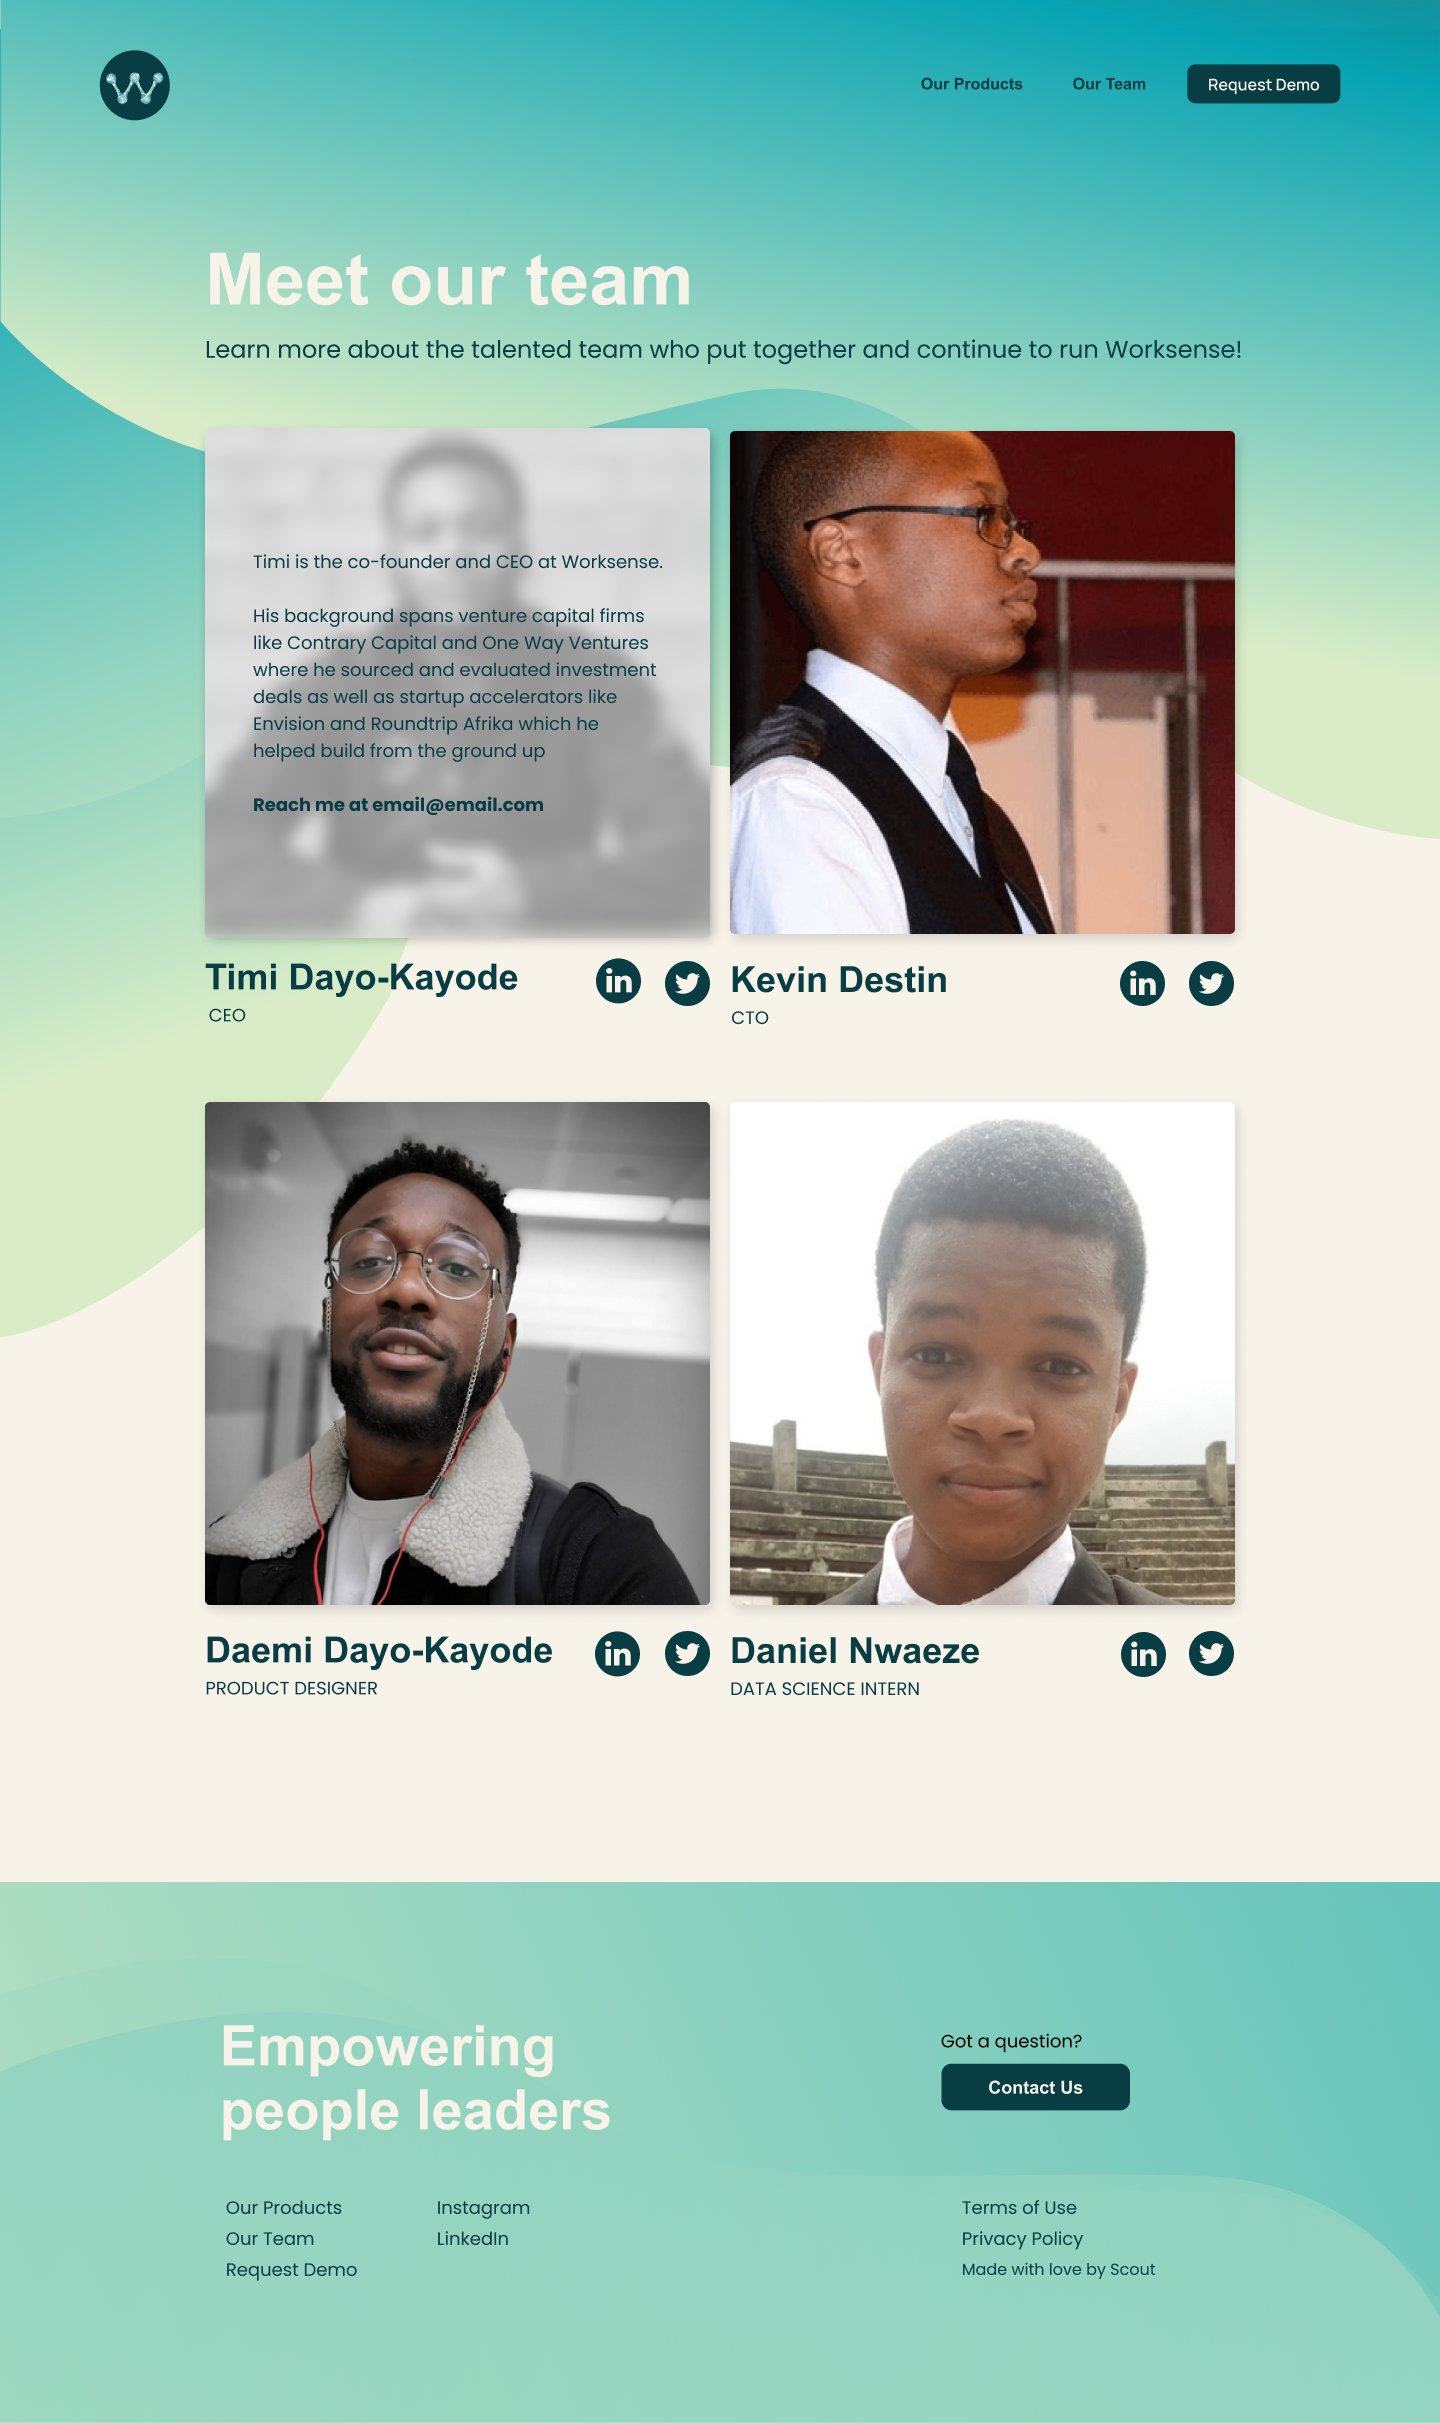 W
Our Products
Our Team
Request Demo
Meet our team
Learn more about the talented team who put together and continue to run Worksense!
Timi is the co-founder and CEO at Worksense.
His background spans venture capital firms
like Contrary Capital and One Way Ventures
where he sourced and evaluated investment
deals as well as startup accelerators like
Envision and Roundtrip Afrika which he
helped build from the ground up
Reach me at email@email.com
Timi Dayo-Kayode
in
CEO
Kevin Destin
in
CTO
Daemi Dayo-Kayode
in
PRODUCT DESIGNER
Daniel Nwaeze
in
DATA SCIENCE INTERN
Empowering
people leaders
Got a question?
Contact Us
Our Products
Our Team
Request Demo
Instagram
LinkedIn
Terms of Use
Privacy Policy
Made with love by Scout